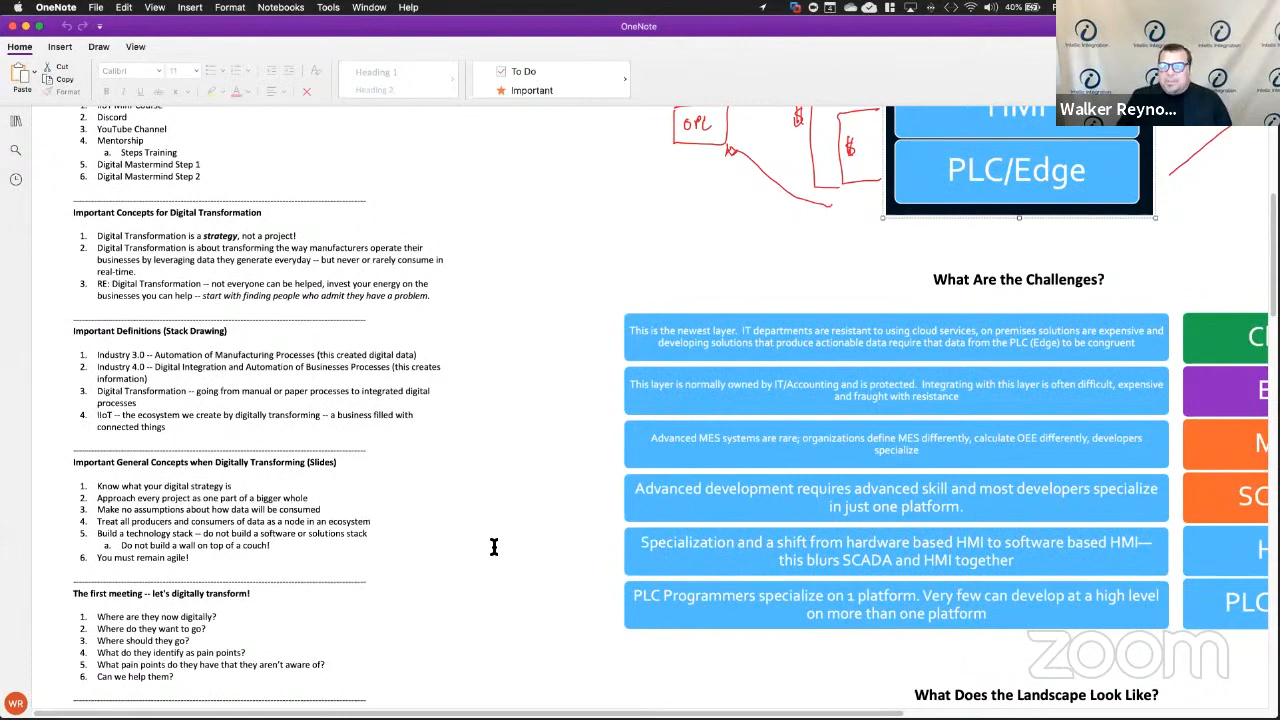 OneNote
Insert
Format
Notebooks
Tools
Window
Help
40%
OneNote
Home
Insert
Draw
View
Paste
Cut
Copy
Format
Calibri
11
Heading 1
Heading 2
To Do
Important
Walker Reyno...
Intellic Integration
2. Discord
3. YouTube Channel
4. Mentorship
a. Steps Training
5. Digital Mastermind Step 1
6. Digital Mastermind Step 2
Important Concepts for Digital Transformation
1. Digital Transformation is a strategy, not a project!
2. Digital Transformation is about transforming the way manufacturers operate their
businesses by leveraging data they generate everyday -- but never or rarely consume in
real-time.
3. RE: Digital Transformation -- not everyone can be helped, invest your energy on the
businesses you can help -- start with finding people who admit they have a problem.
Important Definitions (Stack Drawing)
1. Industry 3.0 -- Automation of Manufacturing Processes (this created digital data)
2. Industry 4.0 -- Digital Integration and Automation of Businesses Processes (this creates
information)
3. Digital Transformation -- going from manual or paper processes to integrated digital
processes
4. IIoT -- the ecosystem we create by digitally transforming -- a business filled with
connected things
Important General Concepts when Digitally Transforming (Slides)
1. Know what your digital strategy is
2. Approach every project as one part of a bigger whole
3. Make no assumptions about how data will be consumed
4. Treat all producers and consumers of data as a node in an ecosystem
5. Build a technology stack -- do not build a software or solutions stack
a. Do not build a wall on top of a couch!
6. You must remain agile!
The first meeting -- let's digitally transform!
1. Where are they now digitally?
2. Where do they want to go?
3. Where should they go?
4. What do they identify as pain points?
5. What pain points do they have that they aren't aware of?
6. Can we help them?
WR
HMI
PLC/Edge
What Are the Challenges?
This is the newest layer. IT departments are resistant to using cloud services, on premises solutions are expensive and
developing solutions that produce actionable data require that data from the PLC (Edge) to be congruent
This layer is normally owned by IT/Accounting and is protected. Integrating with this layer is often difficult, expensive
and fraught with resistance
Advanced MES systems are rare; organizations define MES differently, calculate OEE differently, developers
specialize
Advanced development requires advanced skill and most developers specialize
in just one platform.
Specialization and a shift from hardware based HMI to software based HMI—
this blurs SCADA and HMI together
PLC Programmers specialize on 1 platform. Very few can develop at a high level
on more than one platform
Cl
E
M
SC
H
PLC
zoom
What Does the Landscape Look Like?